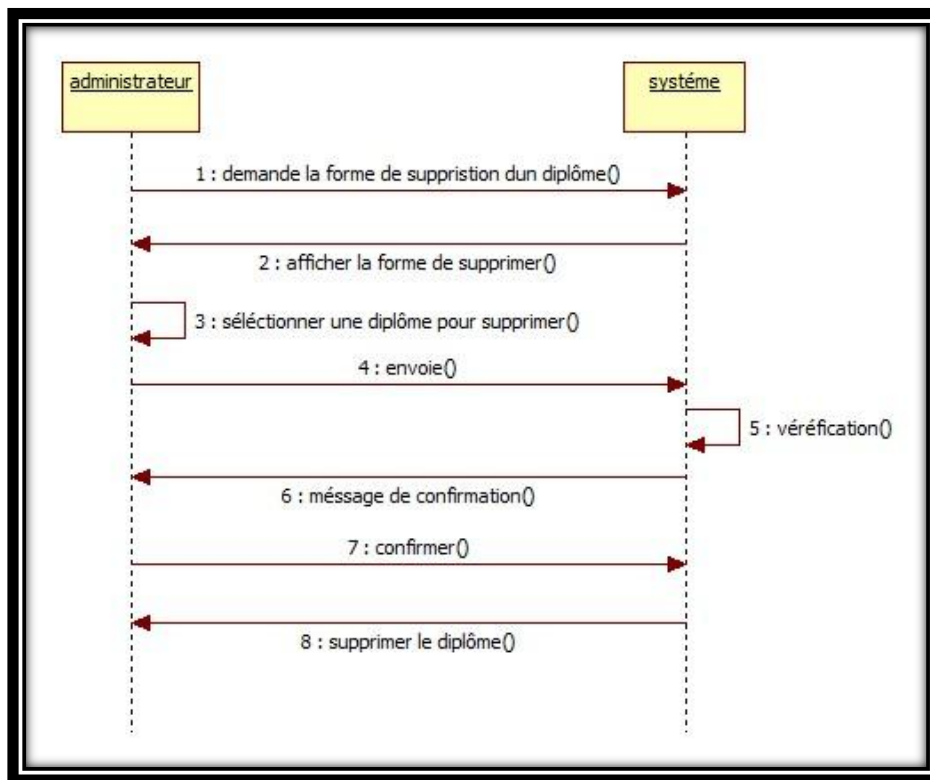 administrateur
systéme
1 : demande la forme de suppristion dun diplôme()
2 : afficher la forme de supprimer()
3 : séléctionner une diplôme pour supprimer()
4 : envoie()
5 : véréfication()
6 : méssage de confirmation()
7 : confirmer()
8 : supprimer le diplôme()